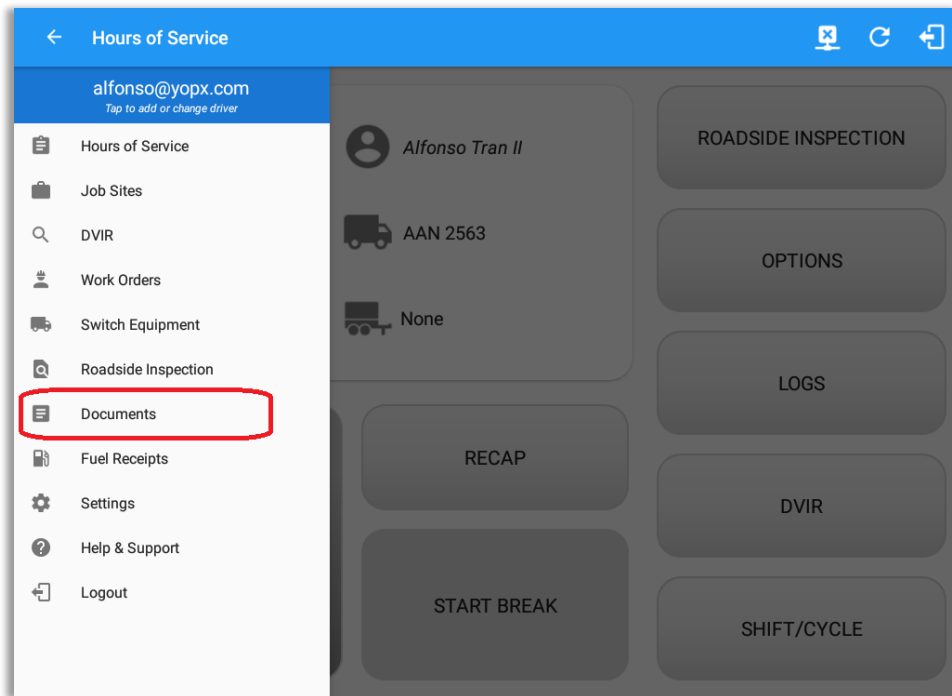 Hours of Service
alfonso@yopx.com
Tap to add or change driver
Hours of Service
Job Sites
DVIR
Work Orders
Switch Equipment
Roadside Inspection
Documents
Fuel Receipts
Settings
Help & Support
Logout
Alfonso Tran II
AAN 2563
None
RECAP
START BREAK
ROADSIDE INSPECTION
OPTIONS
LOGS
DVIR
SHIFT/CYCLE